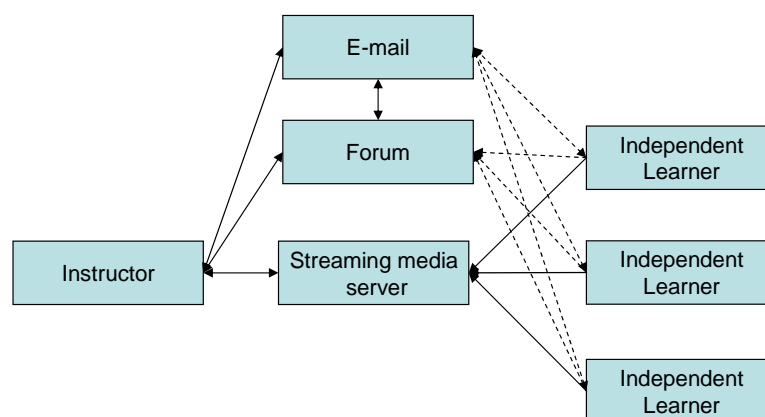 E-mail
Forum
Independent
Learner
Instructor
Streaming media
server
Independent
Learner
Independent
Learner